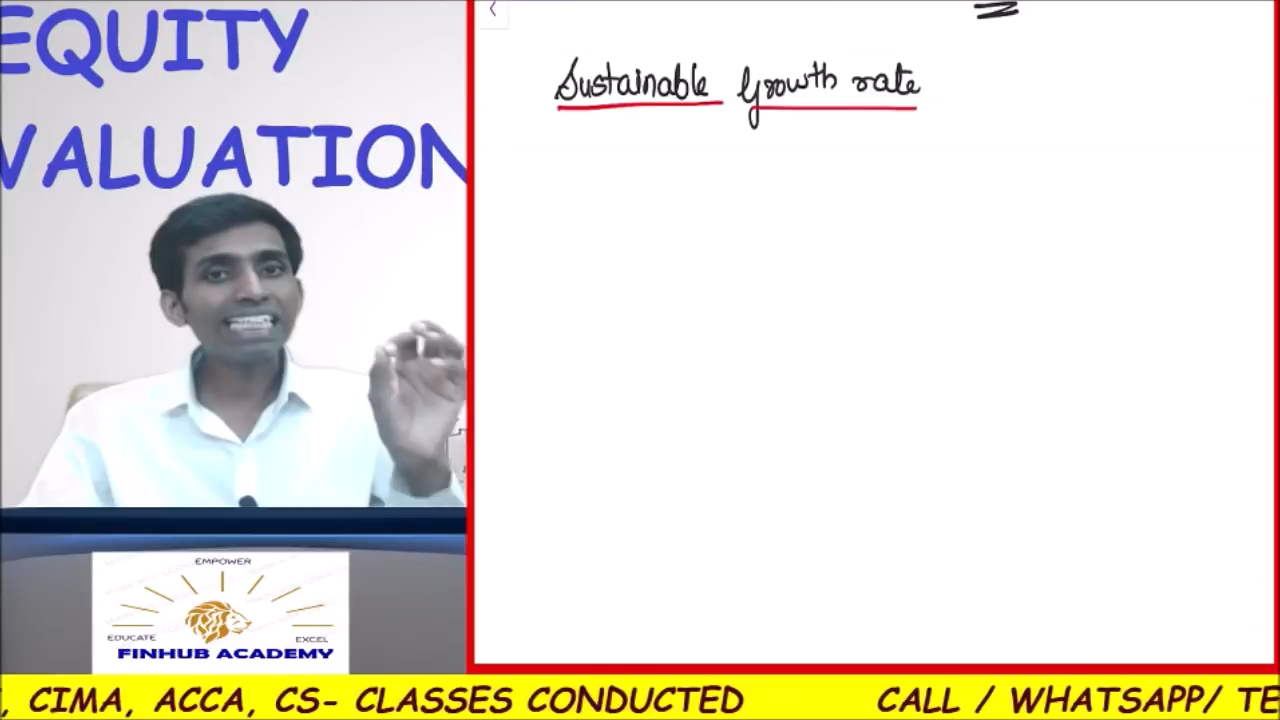 EQUITY
VALUATION
Sustainable Growth rate
EMPOWER
EDUCATE
EXCEL
FINHUB ACADEMY
, CIMA, ACCA, CS- CLASSES CONDUCTED
CALL / WHATSAPP/ TE